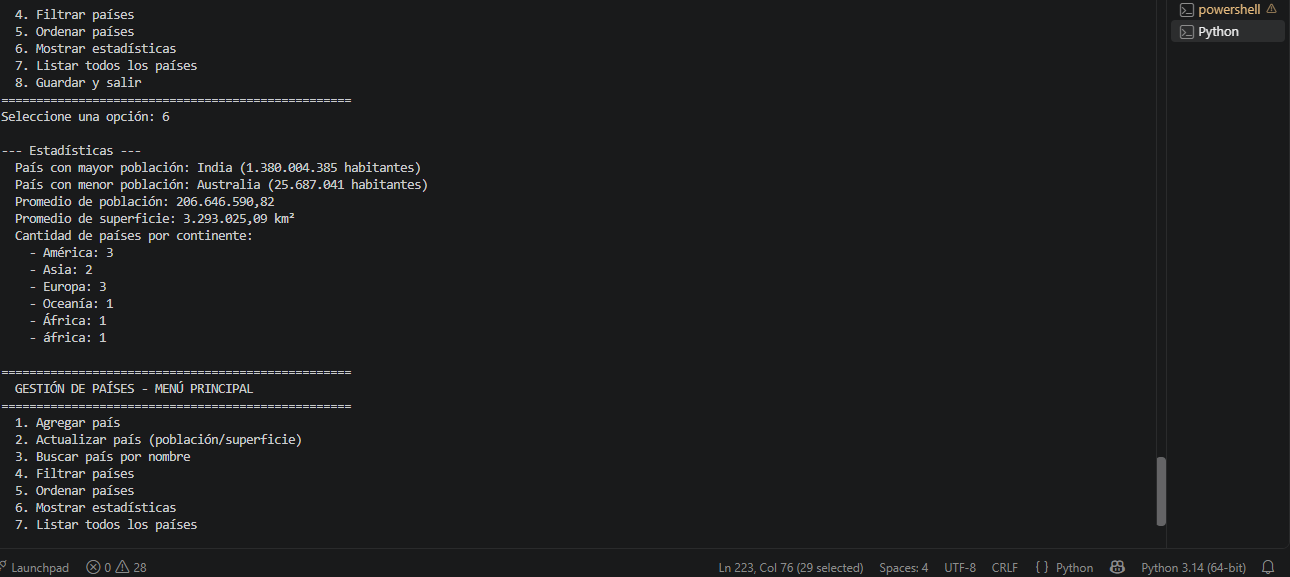 4. Filtrar países
5. Ordenar países
6. Mostrar estadísticas
7. Listar todos los países
8. Guardar y salir
==================================================
Seleccione una opción: 6
--- Estadísticas ---
País con mayor población: India (1.380.004.385 habitantes)
País con menor población: Australia (25.687.041 habitantes)
Promedio de población: 206.646.590,82
Promedio de superficie: 3.293.025,09 km²
Cantidad de países por continente:
- América: 3
- Asia: 2
- Europa: 3
- Oceanía: 1
- África: 1
- áfrica: 1
==================================================
GESTIÓN DE PAÍSES - MENÚ PRINCIPAL
==================================================
1. Agregar país
2. Actualizar país (población/superficie)
3. Buscar país por nombre
4. Filtrar países
5. Ordenar países
6. Mostrar estadísticas
7. Listar todos los países
powershell
Python
Launchpad 0 28 Ln 223, Col 76 (29 selected) Spaces: 4 UTF-8 CRLF { } Python Python 3.14 (64-bit)